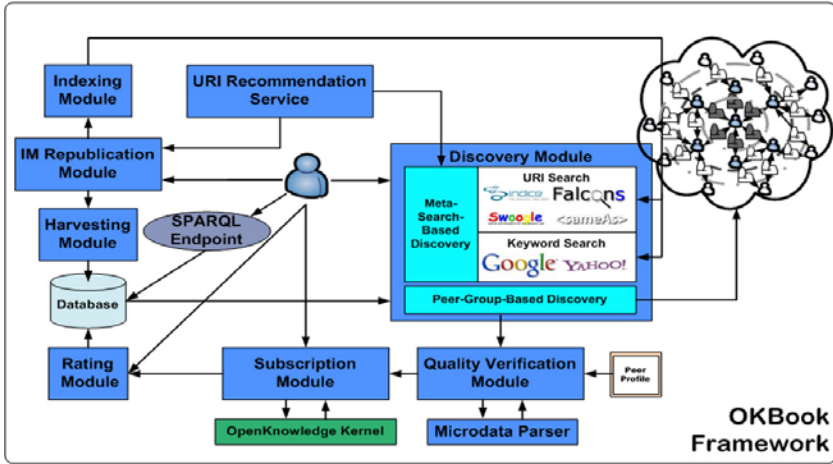 Indexing
Module
URI Recommendation
Service
IM Republication
Module
Discovery Module
URI Search
Meta-
Search-
Based
Discovery
Sindice
Falcons
Swoogle
<sameAs>
Harvesting
Module
SPARQL
Endpoint
Keyword Search
Google YAHOO!
Database
Peer-Group-Based Discovery
Rating
Module
Subscription
Module
Quality Verification
Module
Peer
Profile
OpenKnowledge Kernel
Microdata Parser
OKBook
Framework